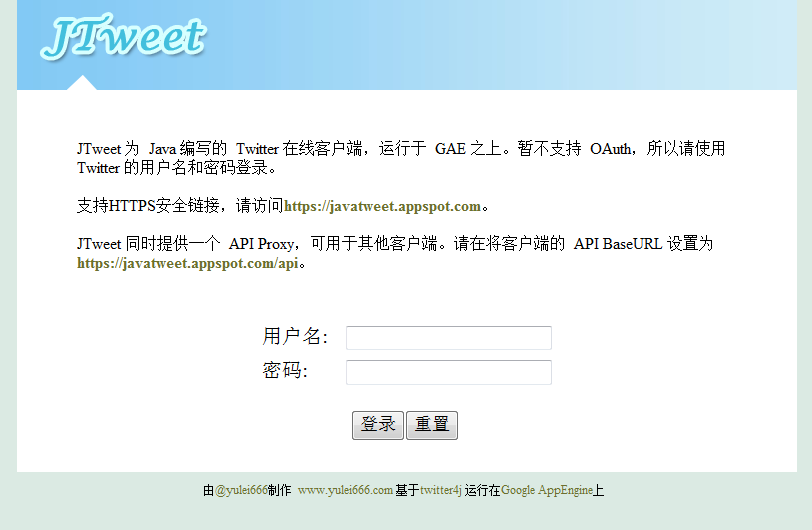 JTweet
JTweet 为 Java 编写的 Twitter 在线客户端，运行于 GAE 之上。暂不支持 OAuth，所以请使用
Twitter 的用户名和密码登录。
支持HTTPS安全链接，请访问https://javatweet.appspot.com。
JTweet 同时提供一个 API Proxy，可用于其他客户端。请在将客户端的 API BaseURL 设置为
https://javatweet.appspot.com/api。
用户名:
密码:
登录 重置
由@yulei666制作 www.yulei666.com 基于twitter4j 运行在Google AppEngine上